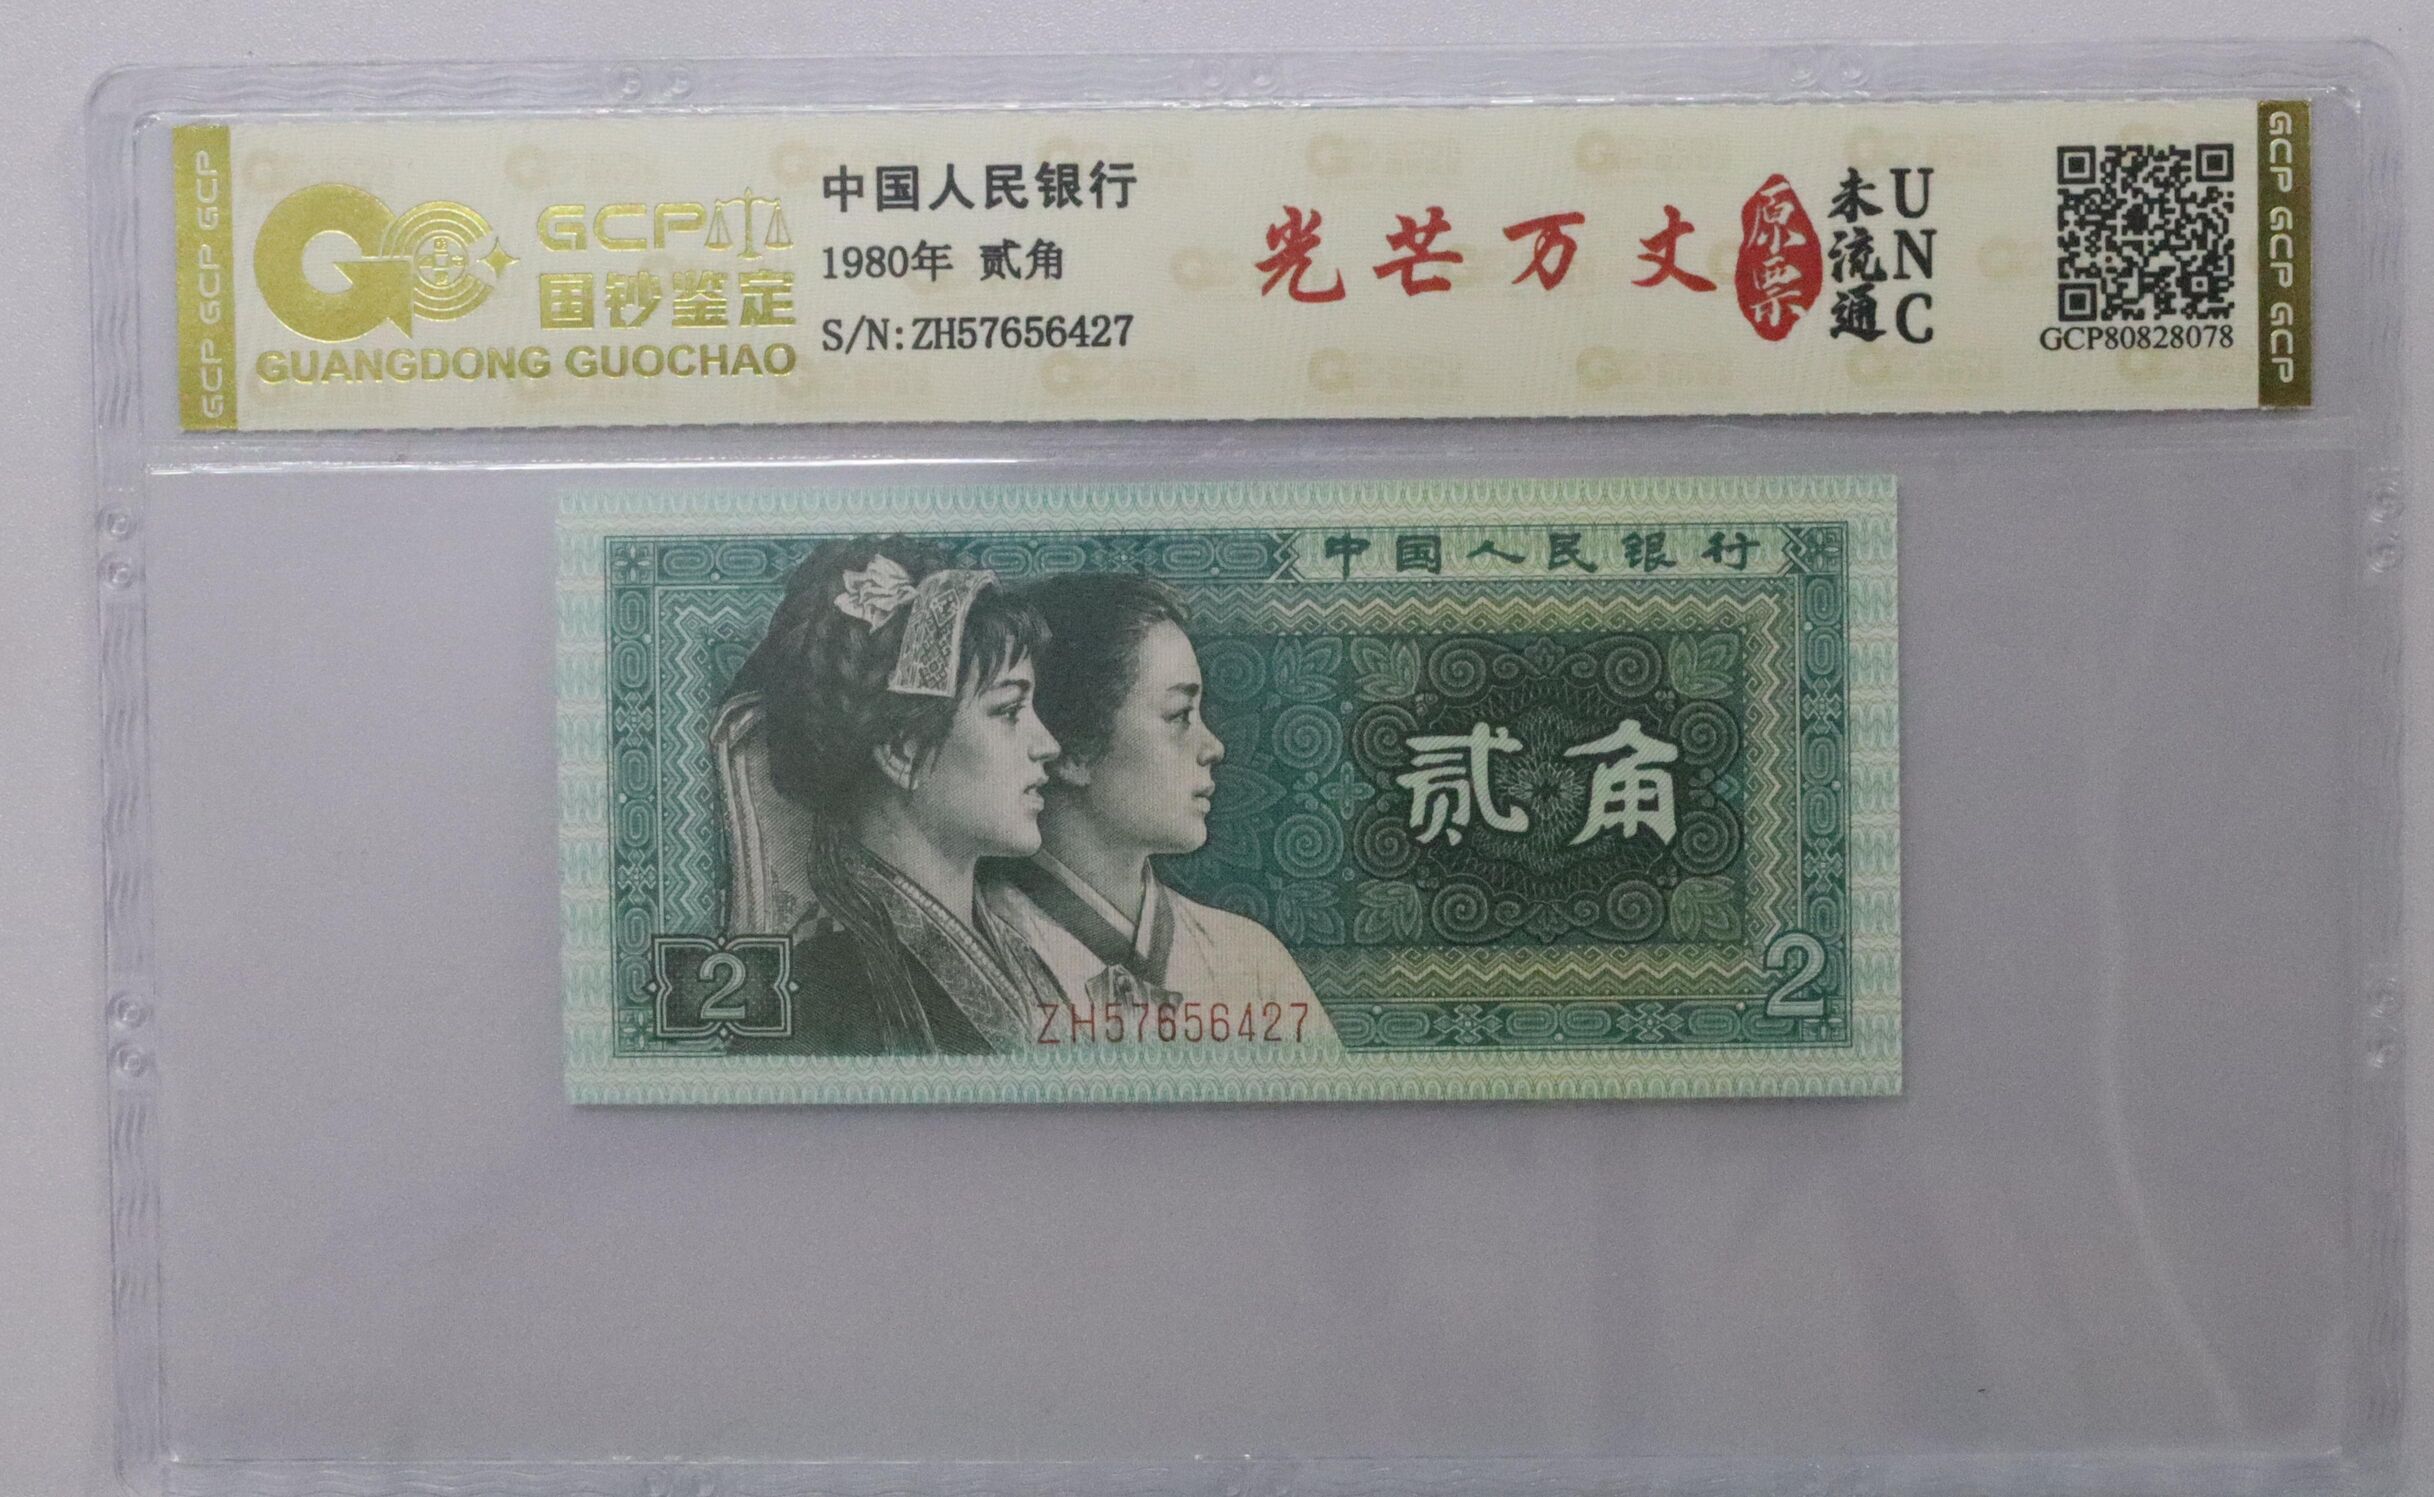 GCP GCP GCP
GCP
国钞鉴定
GUANGDONG GUOCHAO
中国人民银行
1980年 贰角
S/N:ZH57656427
光芒万丈
原票
未流通
UNC
GCP80828078
GCP GCP GCP
中国人民银行
贰角
2
2
ZH57656427